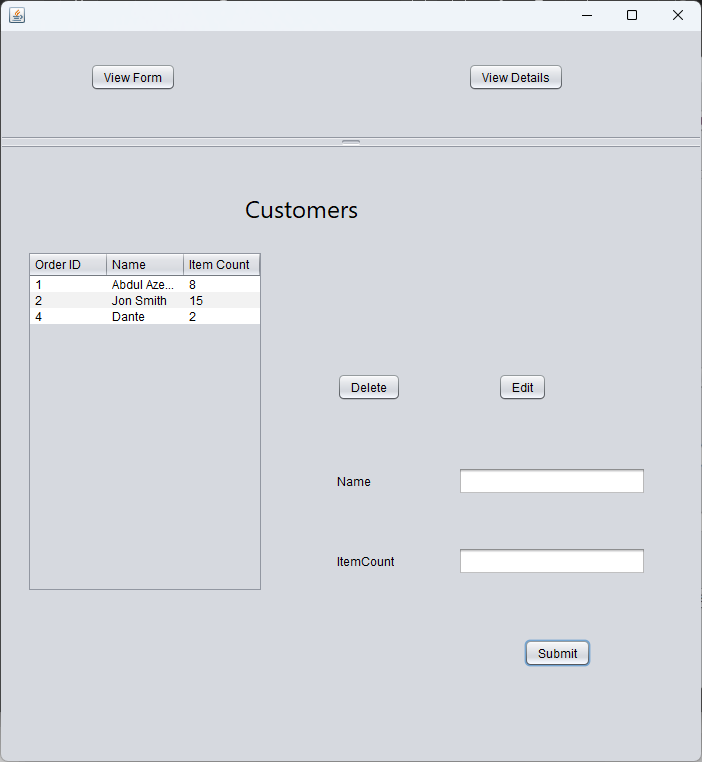 View Form View Details
Customers
Order ID Name Item Count
1 Abdul Aze... 8
2 Jon Smith 15
4 Dante 2
Delete Edit
Name
ItemCount
Submit